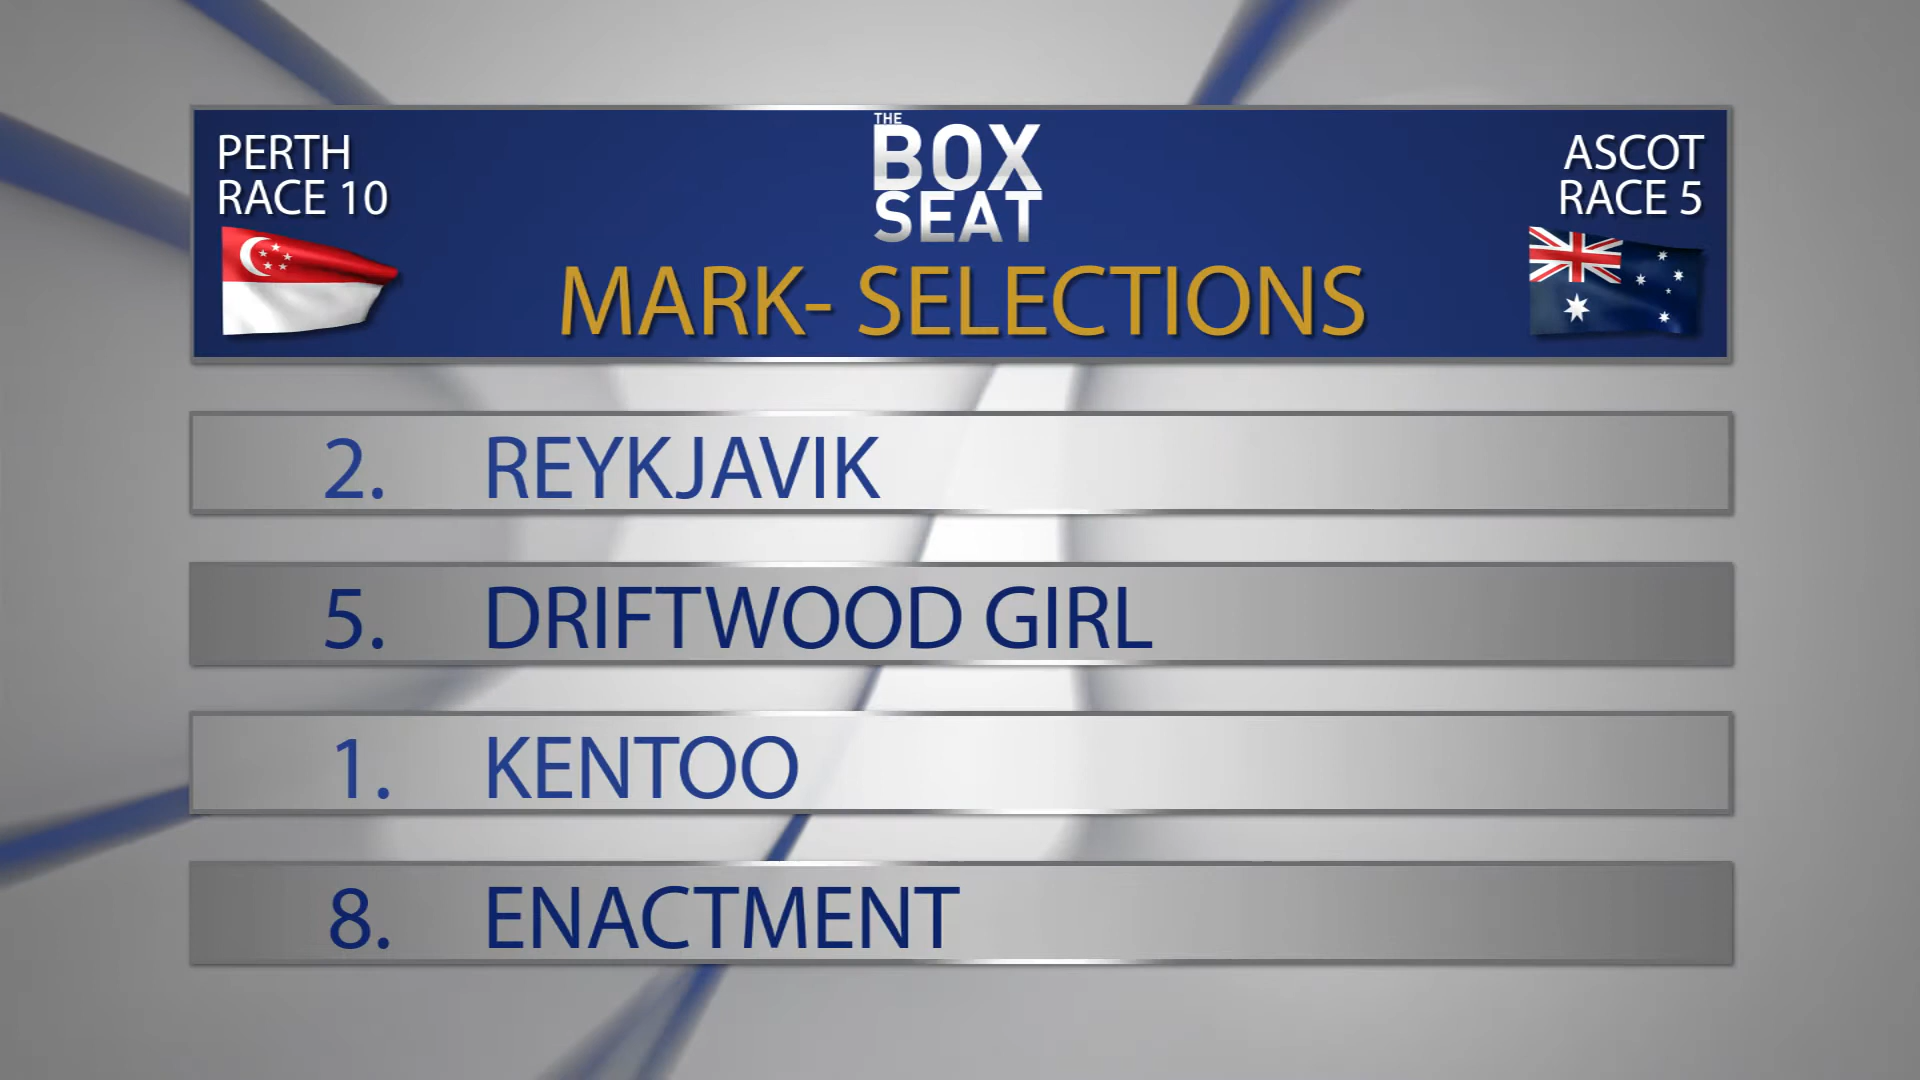 PERTH
RACE 10
THE
BOX
SEAT
ASCOT
RACE 5
MARK- SELECTIONS
2. REYKJAVIK
5. DRIFTWOOD GIRL
1. KENTOO
8. ENACTMENT